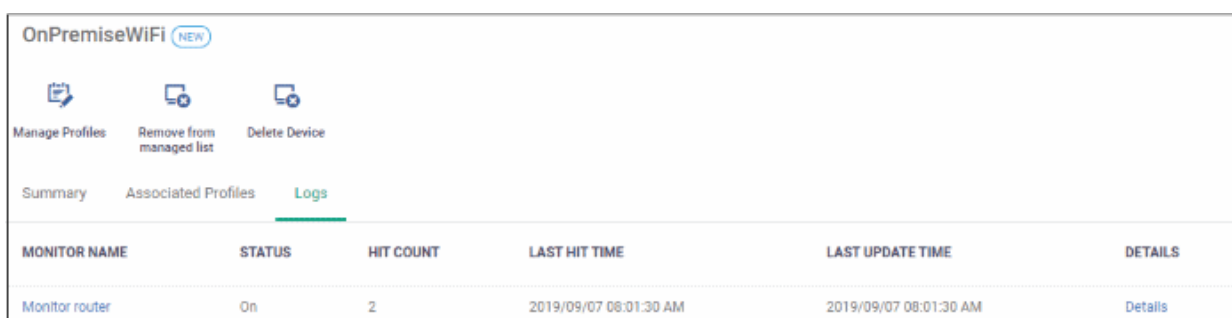 OnPremiseWiFi NEW
Manage Profiles
Remove from
managed list
Delete Device
Summary Associated Profiles Logs
MONITOR NAME STATUS HIT COUNT LAST HIT TIME LAST UPDATE TIME DETAILS
Monitor router On 2 2019/09/07 08:01:30 AM 2019/09/07 08:01:30 AM Details